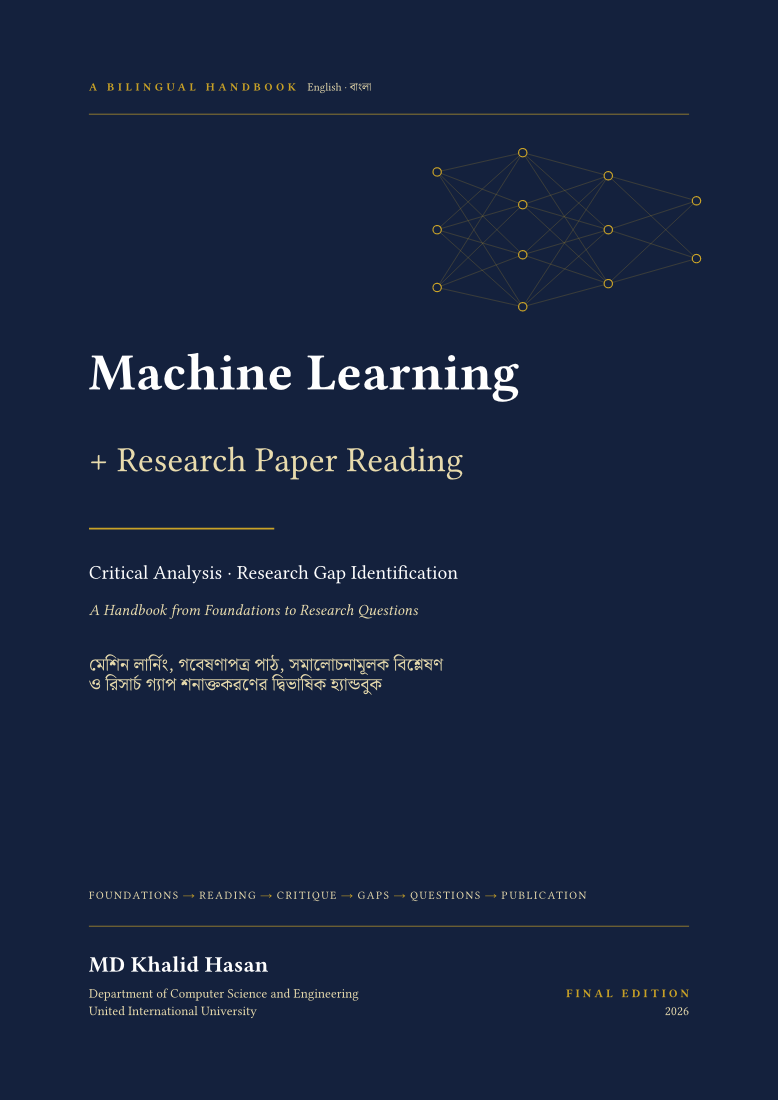 A BILINGUAL HANDBOOK English · বাংলা
Machine Learning
+ Research Paper Reading
Critical Analysis · Research Gap Identification
A Handbook from Foundations to Research Questions
মেশিন লার্নিং, গবেষণাপত্র পাঠ, সমালোচনামূলক বিশ্লেষণ
ও রিসার্চ গ্যাপ শনাক্তকরণের দ্বিভাষিক হ্যান্ডবুক
FOUNDATIONS → READING → CRITIQUE → GAPS → QUESTIONS → PUBLICATION
MD Khalid Hasan
Department of Computer Science and Engineering
United International University
FINAL EDITION
2026